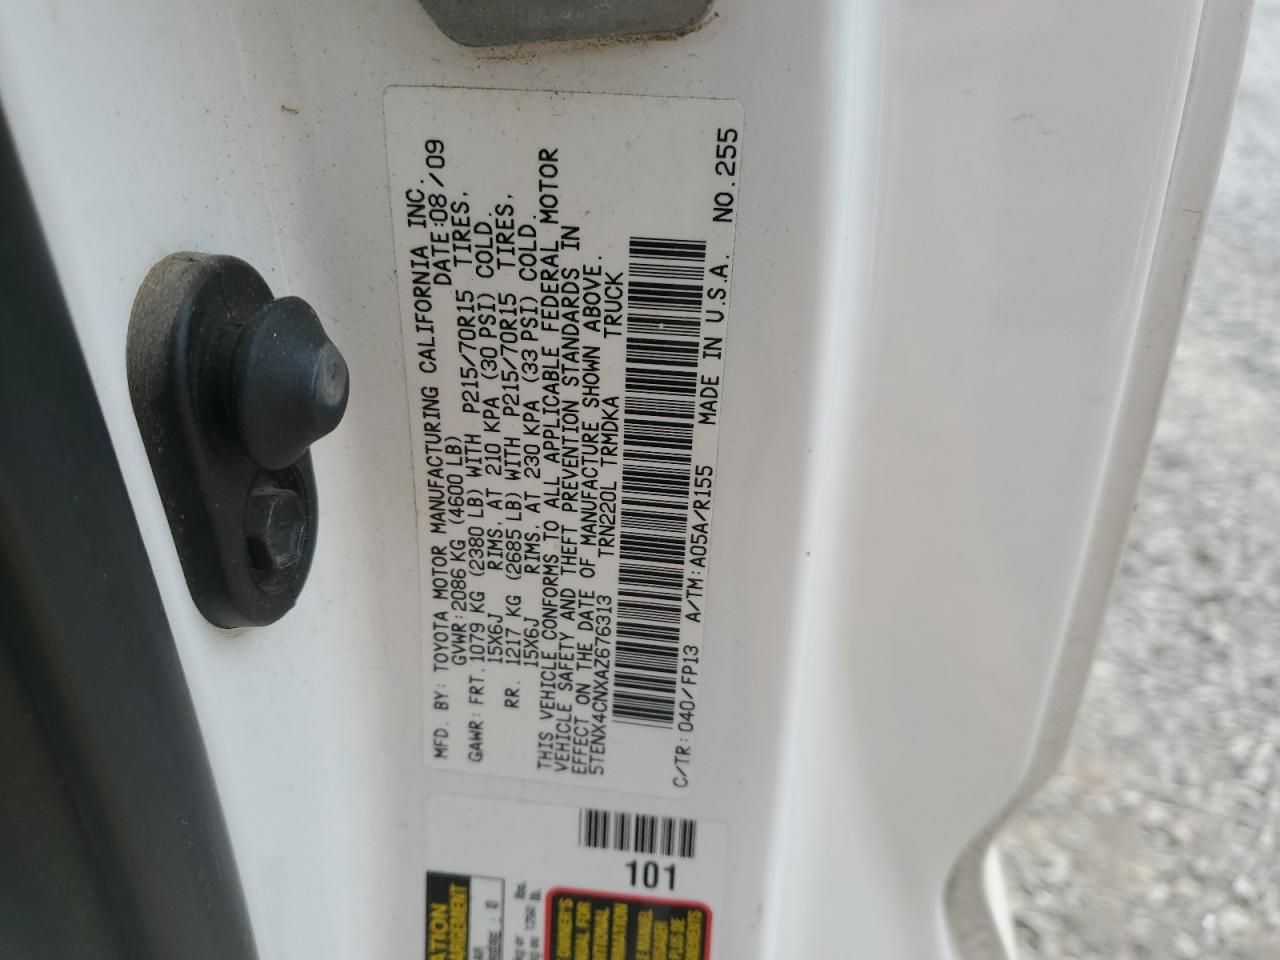 MFD. BY: TOYOTA MOTOR MANUFACTURING CALIFORNIA INC.
GVWR: 2086 KG (4600 LB) DATE: 08/09
GAWR: FRT. 1079 KG (2380 LB) WITH P215/70R15 TIRES,
15X6J RIMS, AT 210 KPA (30 PSI) COLD.
RR. 1217 KG (2685 LB) WITH P215/70R15 TIRES,
15X6J RIMS, AT 230 KPA (33 PSI) COLD.
THIS VEHICLE CONFORMS TO ALL APPLICABLE FEDERAL MOTOR
VEHICLE SAFETY AND THEFT PREVENTION STANDARDS IN
EFFECT ON THE DATE OF MANUFACTURE SHOWN ABOVE.
5TENX4CNXAZ676313 TRN220L TRMDKA TRUCK
C/TR: 040/FP13 A/TM: A05A/R155 MADE IN U.S.A. NO. 255
101